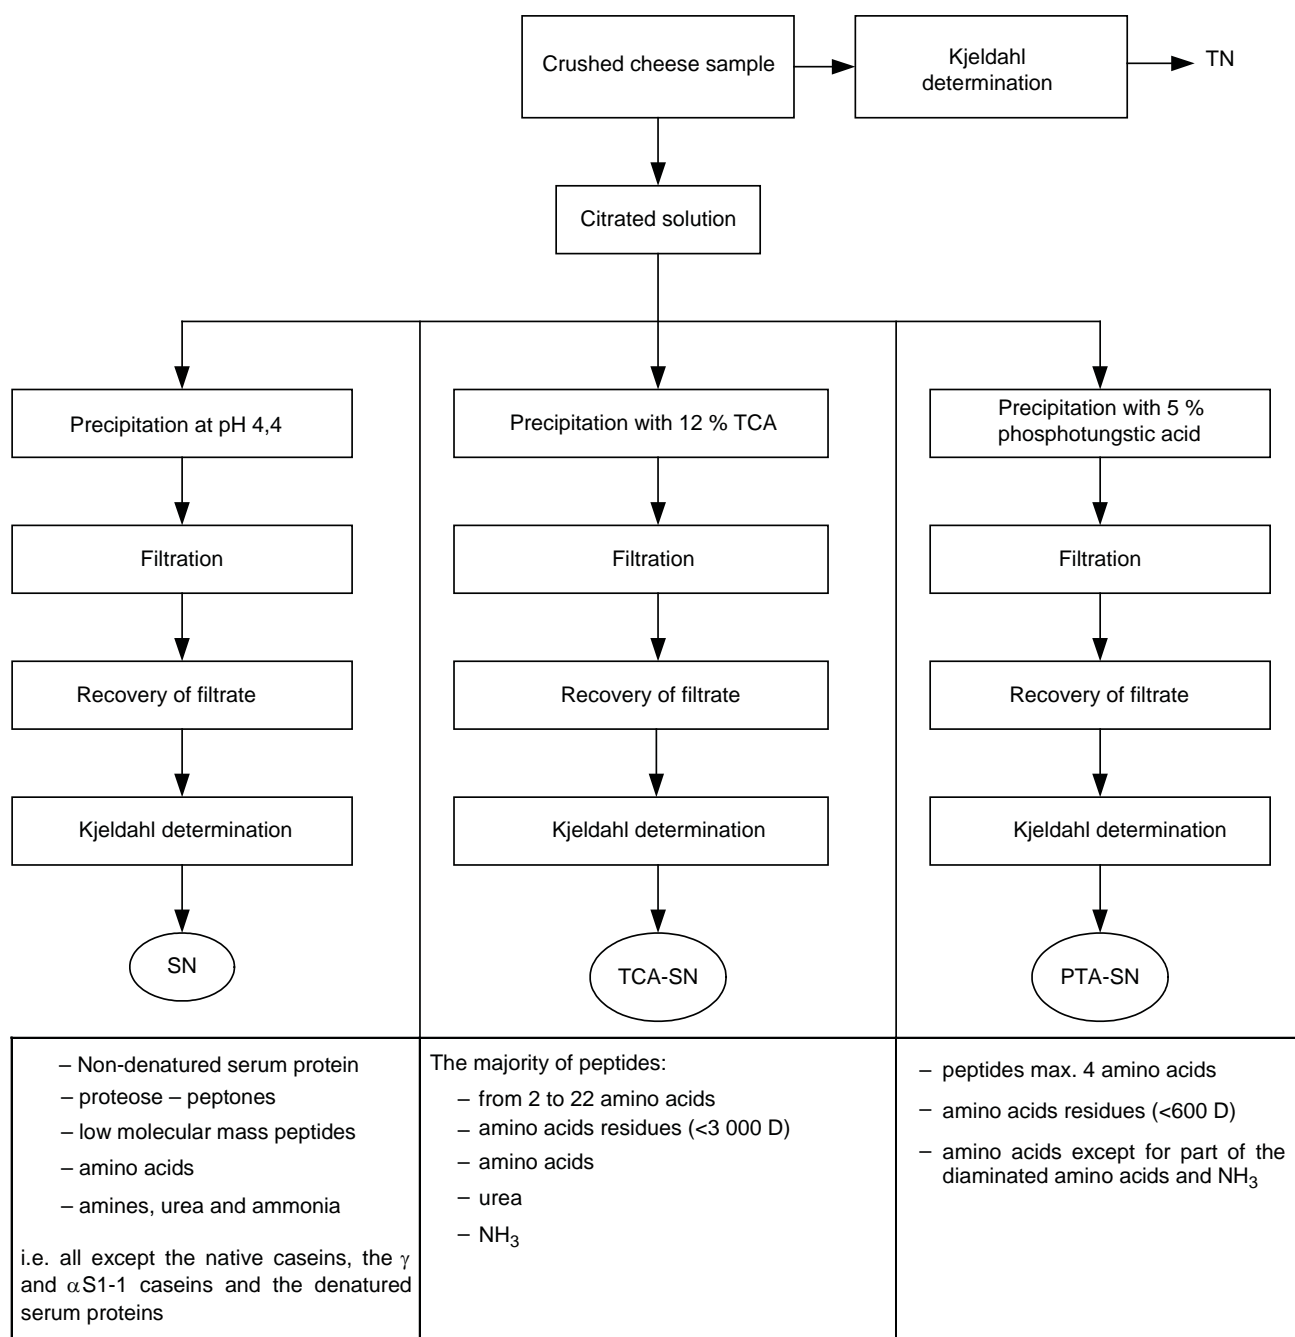 Crushed cheese sample
Kjeldahl
determination
TN
Citrated solution
Precipitation at pH 4,4
Precipitation with 12 % TCA
Precipitation with 5 %
phosphotungstic acid
Filtration
Filtration
Filtration
Recovery of filtrate
Recovery of filtrate
Recovery of filtrate
Kjeldahl determination
Kjeldahl determination
Kjeldahl determination
SN
TCA-SN
PTA-SN
– Non-denatured serum protein
– proteose – peptones
– low molecular mass peptides
– amino acids
– amines, urea and ammonia
i.e. all except the native caseins, the γ
and αS1-1 caseins and the denatured
serum proteins
The majority of peptides:
– from 2 to 22 amino acids
– amino acids residues (<3 000 D)
– amino acids
– urea
– NH3
– peptides max. 4 amino acids
– amino acids residues (<600 D)
– amino acids except for part of the
diaminated amino acids and NH3